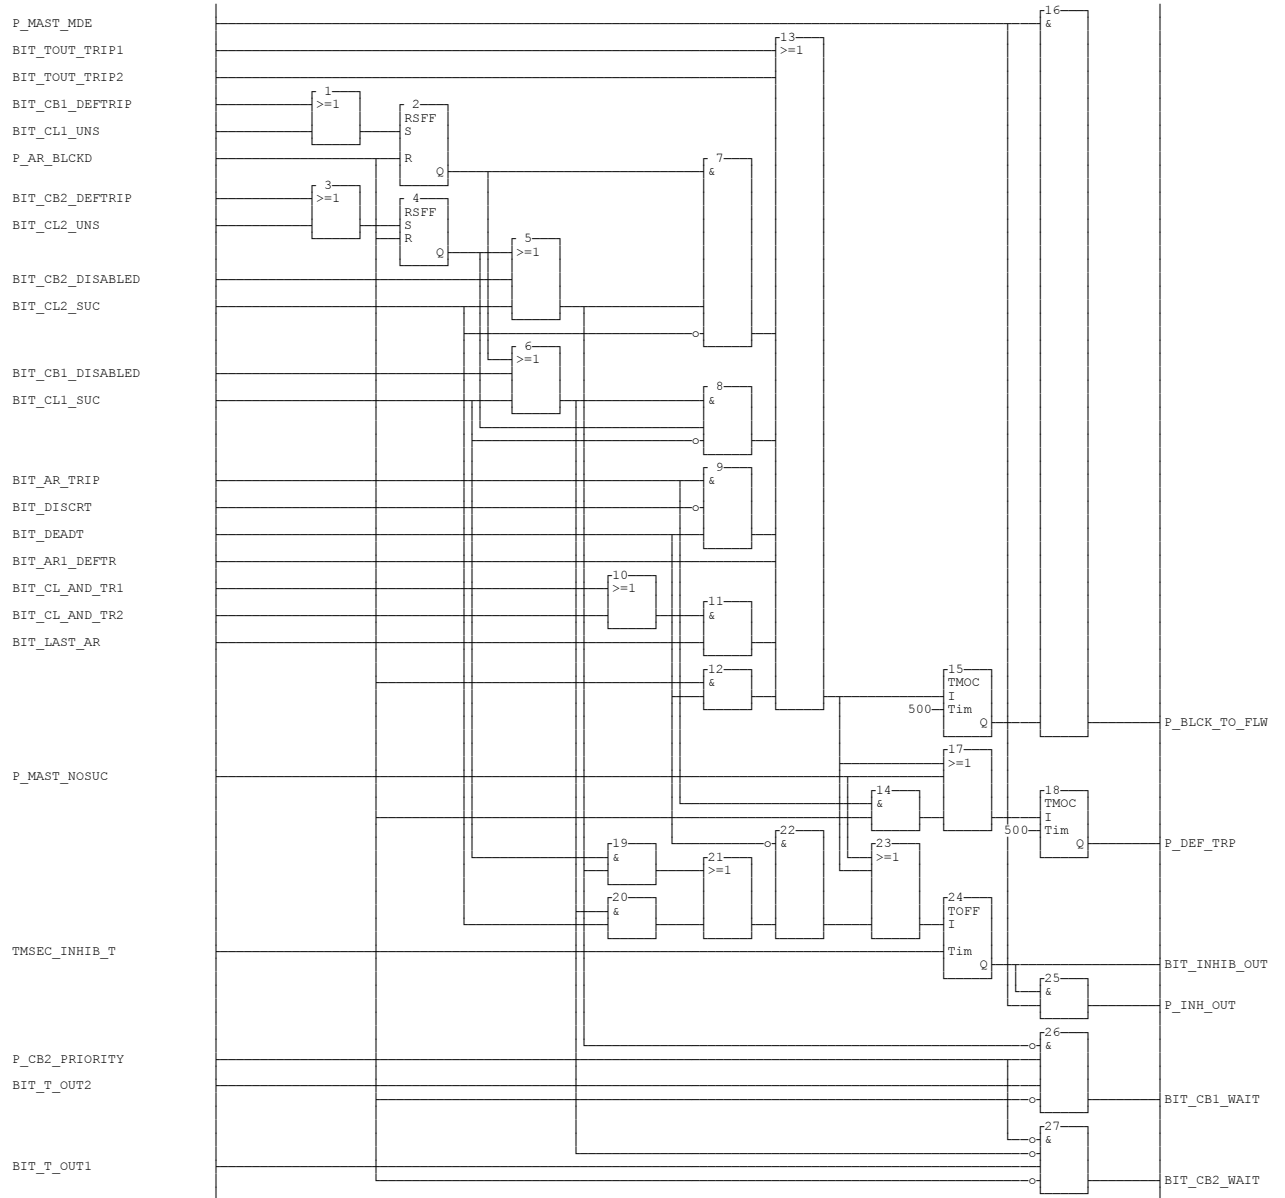 16
P_MAST_MDE &
13
BIT_TOUT_TRIP1 >=1
BIT_TOUT_TRIP2
1
BIT_CB1_DEFTRIP >=1 2
RSFF
BIT_CL1_UNS S
P_AR_BLCKD R 7
Q &
3
BIT_CB2_DEFTRIP >=1 4
RSFF
BIT_CL2_UNS S
R 5
Q >=1
BIT_CB2_DISABLED
BIT_CL2_SUC
6
>=1
BIT_CB1_DISABLED
8
BIT_CL1_SUC &
9
BIT_AR_TRIP &
BIT_DISCRT
BIT_DEADT
BIT_AR1_DEFTR
10
BIT_CL_AND_TR1 >=1
11
BIT_CL_AND_TR2 &
BIT_LAST_AR
12 15
& TMOC
I
500 Tim
Q P_BLCK_TO_FLW
17
>=1
P_MAST_NOSUC
14 18
& TMOC
I
22 500 Tim
19 & 23 Q P_DEF_TRP
& 21 >=1
>=1
20 24
& TOFF
I
TMSEC_INHIB_T Tim
Q BIT_INHIB_OUT
25
&
P_INH_OUT
26
&
P_CB2_PRIORITY
BIT_T_OUT2
BIT_CB1_WAIT
27
&
BIT_T_OUT1
BIT_CB2_WAIT